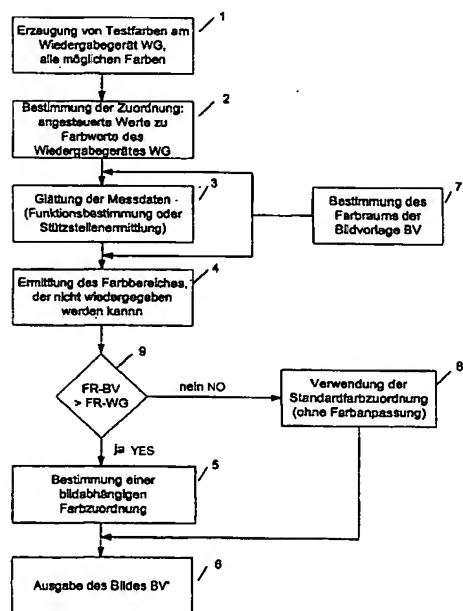 1
Erzeugung von Testfarben am
Wiedergabegerät WG,
alle möglichen Farben
2
Bestimmung der Zuordnung:
angesteuerte Werte zu
Farbworte des
Wiedergabegerätes WG
3
Glättung der Messdaten -
(Funktionsbestimmung oder
Stützstellenermittlung)
7
Bestimmung des
Farbraums der
Bildvorlage BV
4
Ermittlung des Farbbereiches,
der nicht wiedergegeben
werden kannn
9
FR-BV
> FR-WG
nein NO
8
Verwendung der
Standardfarbzuordnung
(ohne Farbanpassung)
ja YES
5
Bestimmung einer
bildabhängigen
Farbzuordnung
6
Ausgabe des Bildes BV'